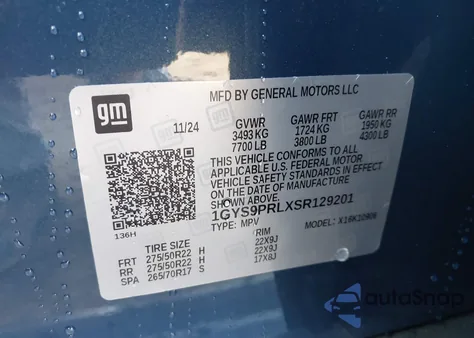 gm
MFD BY GENERAL MOTORS LLC
11/24 GVWR GAWR FRT GAWR RR
3493 KG 1724 KG 1950 KG
7700 LB 3800 LB 4300 LB
THIS VEHICLE CONFORMS TO ALL
APPLICABLE U.S. FEDERAL MOTOR
VEHICLE SAFETY STANDARDS IN
EFFECT ON THE DATE OF
MANUFACTURE SHOWN ABOVE.
1GYS9PRLXSR129201
TYPE: MPV MODEL: X16K10906
136H
TIRE SIZE /RIM
FRT 275/50R22 H 22X9J
RR 275/50R22 H 22X9J
SPA 265/70R17 S 17X8J
autoSnap